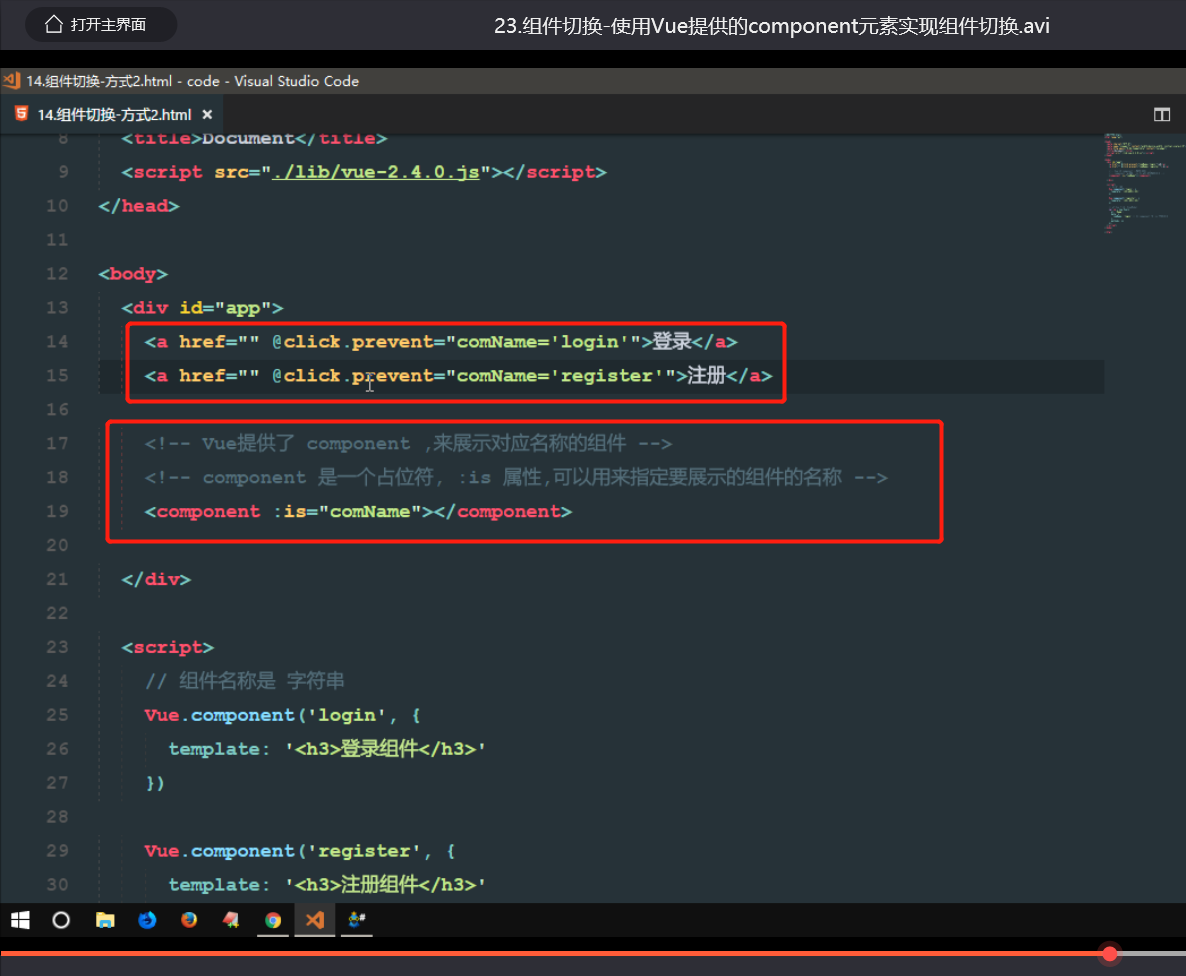 打开主界面
23.组件切换-使用Vue提供的component元素实现组件切换.avi
14.组件切换-方式2.html - code - Visual Studio Code
14.组件切换-方式2.html ×
8 <title>Document</title>
9 <script src="./lib/vue-2.4.0.js"></script>
10 </head>
11
12 <body>
13 <div id="app">
14 <a href="" @click.prevent="comName='login'">登录</a>
15 <a href="" @click.prevent="comName='register'">注册</a>
16
17 <!-- Vue提供了 component ,来展示对应名称的组件 -->
18 <!-- component 是一个占位符, :is 属性,可以用来指定要展示的组件的名称 -->
19 <component :is="comName"></component>
20
21 </div>
22
23 <script>
24 // 组件名称是 字符串
25 Vue.component('login', {
26 template: '<h3>登录组件</h3>'
27 })
28
29 Vue.component('register', {
30 template: '<h3>注册组件</h3>'